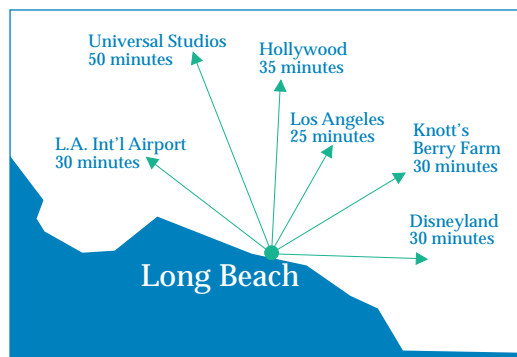 Universal Studios
50 minutes
Hollywood
35 minutes
Los Angeles
25 minutes
Knott's
Berry Farm
30 minutes
L.A. Int'l Airport
30 minutes
Disneyland
30 minutes
Long Beach